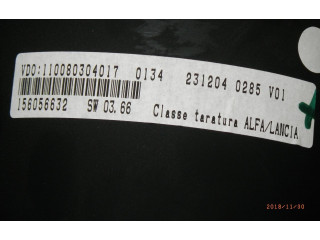 VDO:110080304017 0134 231204 0285 V01
156056632 SW 03.66 Classe taratura ALFA/LANCIA
2018/11/30